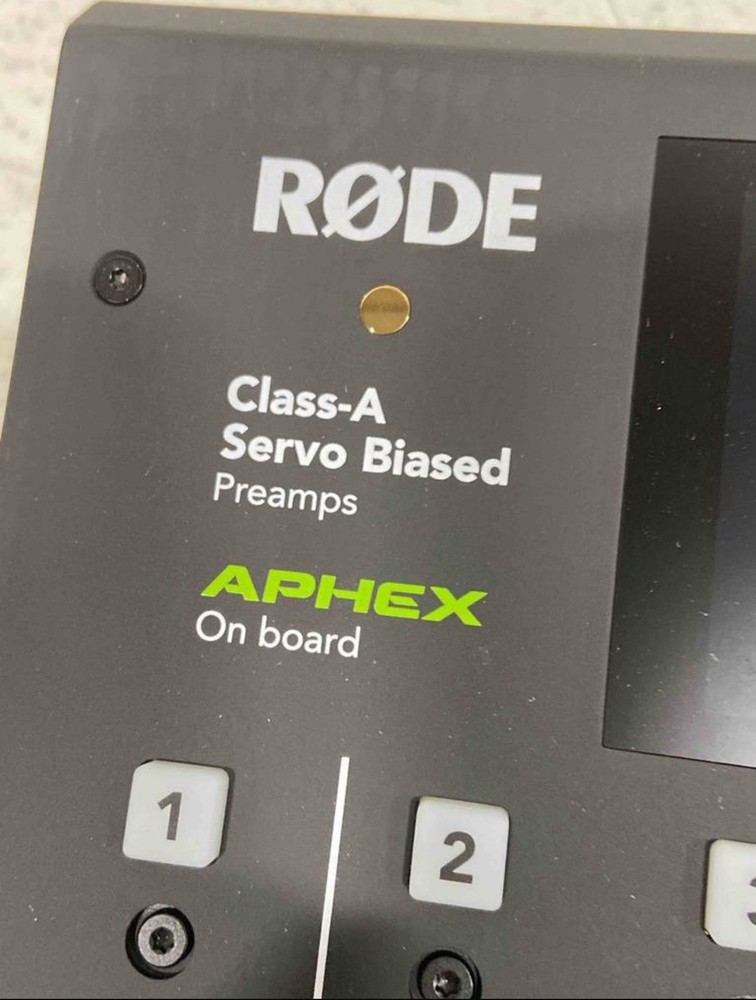 RØDE
Class-A
Servo Biased
Preamps
APHEX
On board
1
2